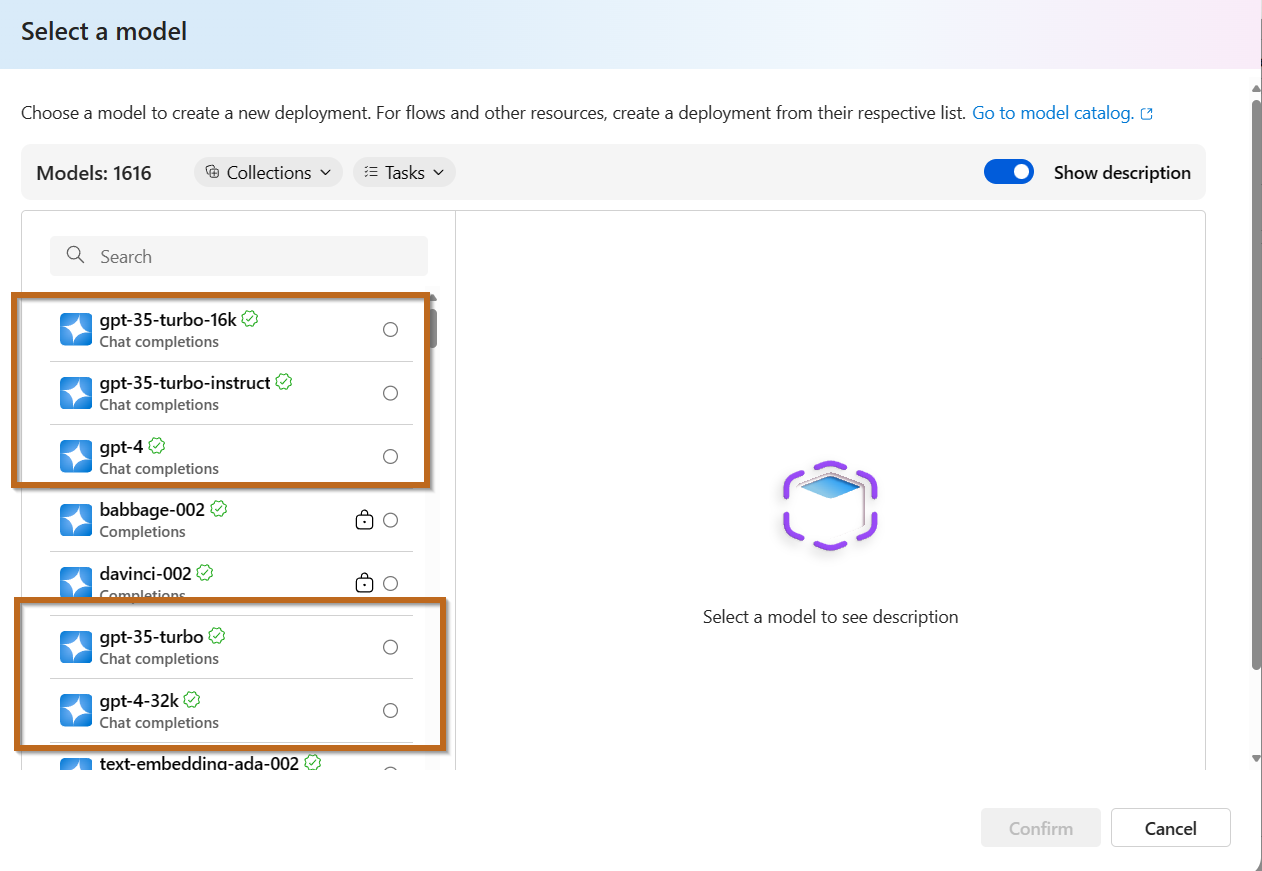 Select a model
Choose a model to create a new deployment. For flows and other resources, create a deployment from their respective list. Go to model catalog.
Models: 1616 Collections Tasks Show description
Search
gpt-35-turbo-16k
Chat completions
gpt-35-turbo-instruct
Chat completions
gpt-4
Chat completions
babbage-002
Completions
davinci-002
Completions
gpt-35-turbo
Chat completions
gpt-4-32k
Chat completions
text-embedding-ada-002
Select a model to see description
Confirm Cancel